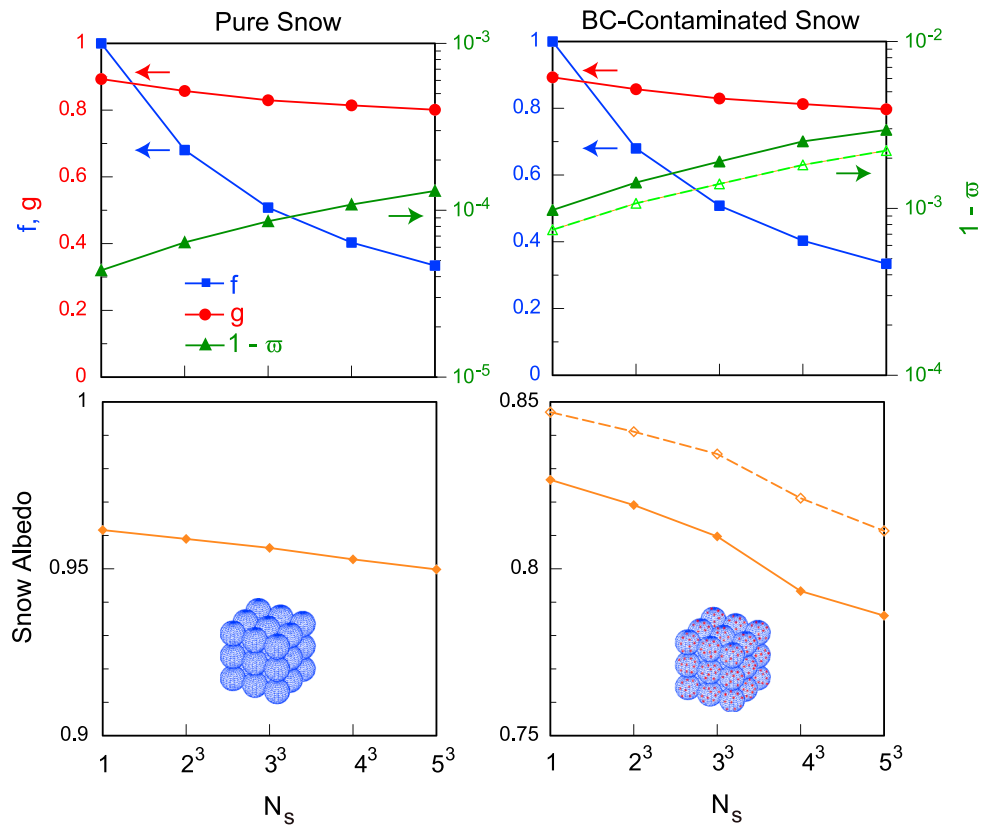 Pure Snow
BC-Contaminated Snow
1
0.8
0.6
0.4
0.2
0
f, g
10⁻³
10⁻⁴
10⁻⁵
f
g
1 - ϖ
1
0.8
0.6
0.4
0.2
0
10⁻²
10⁻³
10⁻⁴
1 - ϖ
Snow Albedo
1
0.95
0.9
1 2³ 3³ 4³ 5³
Nₛ
0.85
0.8
0.75
1 2³ 3³ 4³ 5³
Nₛ